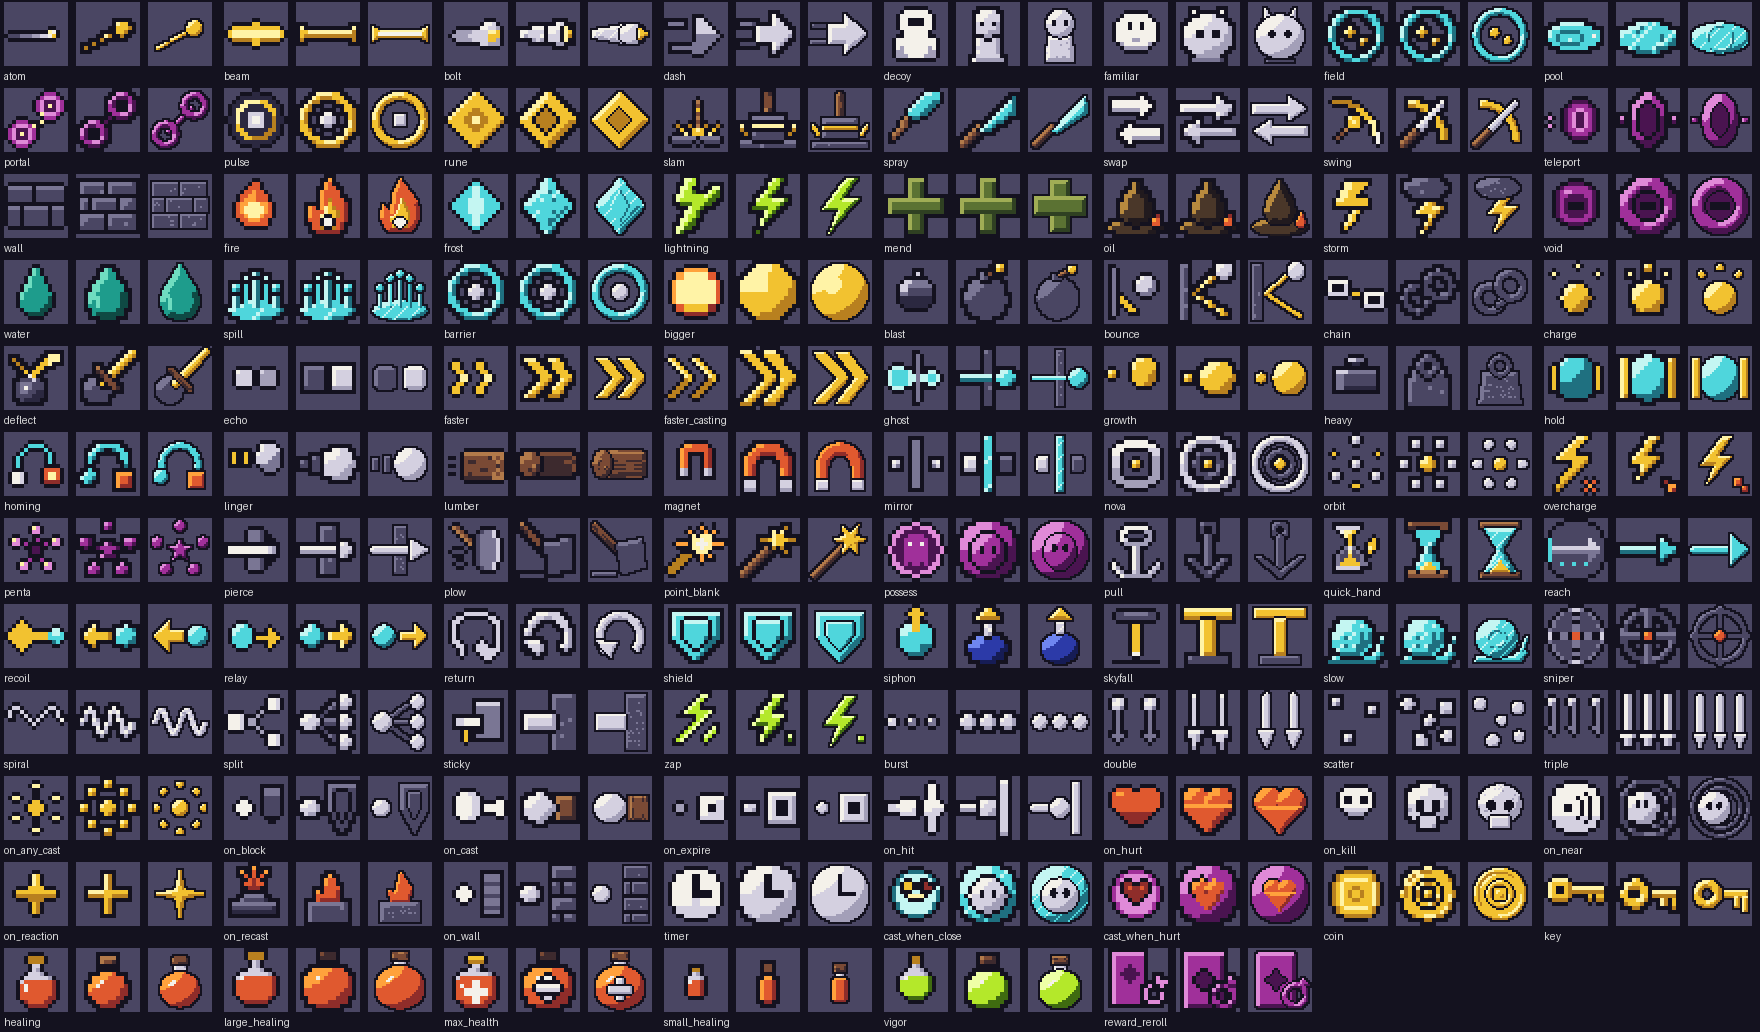 atom beam bolt dash decoy familiar field pool
portal pulse rune slam spray swap swing teleport
wall fire frost lightning mend oil storm void
water spill barrier bigger blast bounce chain charge
deflect echo faster faster_casting ghost growth heavy hold
homing linger lumber magnet mirror nova orbit overcharge
penta pierce plow point_blank possess pull quick_hand reach
recoil relay return shield siphon skyfall slow sniper
spiral split sticky zap burst double scatter triple
on_any_cast on_block on_cast on_expire on_hit on_hurt on_kill on_near
on_reaction on_recast on_wall timer cast_when_close cast_when_hurt coin key
healing large_healing max_health small_healing vigor reward_reroll